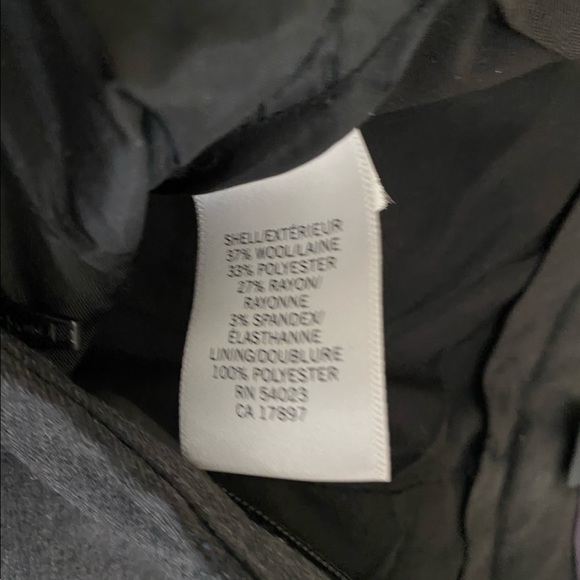 SHELL/EXTÉRIEUR
37% WOOL/LAINE
33% POLYESTER
27% RAYON/
RAYONNE
3% SPANDEX/
ÉLASTHANNE
LINING/DOUBLURE
100% POLYESTER
RN 54023
CA 17897